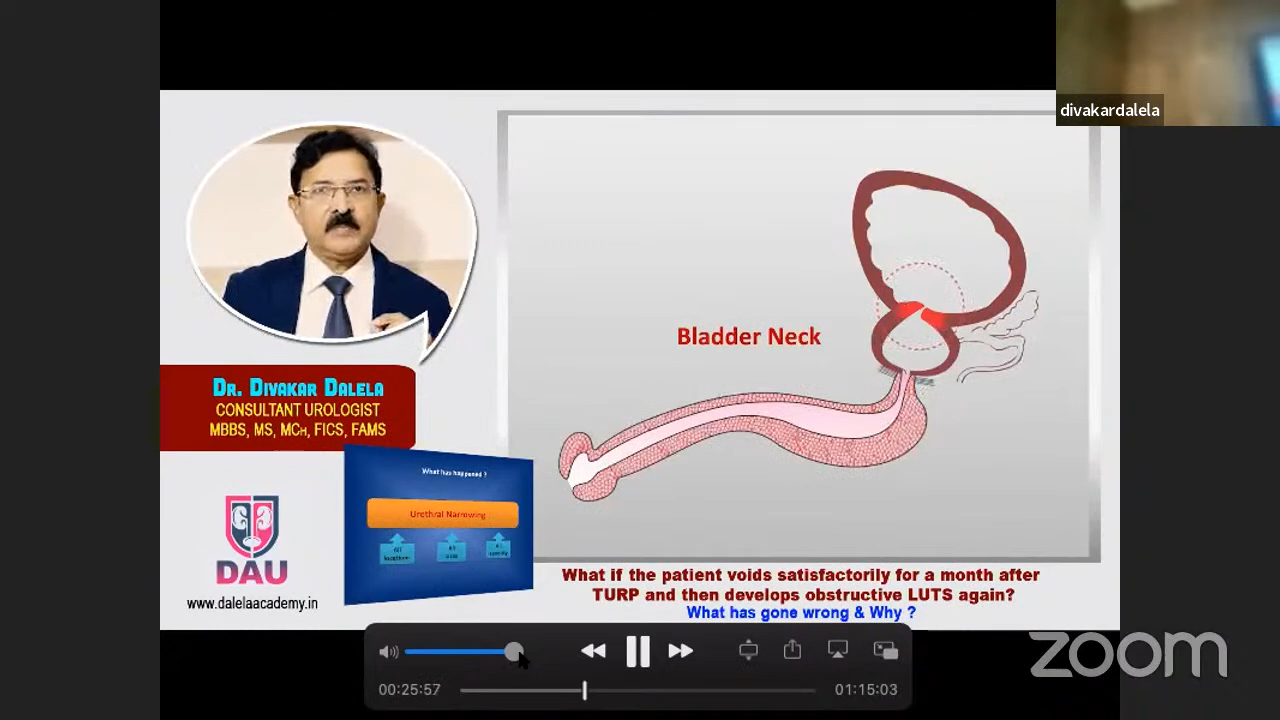 divakardalela
Bladder Neck
DR. DIVAKAR DALELA
CONSULTANT UROLOGIST
MBBS, MS, MCH, FICS, FAMS
What has happened ?
Urethral Narrowing
DAU
www.dalelaacademy.in
What if the patient voids satisfactorily for a month after
TURP and then develops obstructive LUTS again?
What has gone wrong & Why ?
zoom
00:25:57
01:15:03